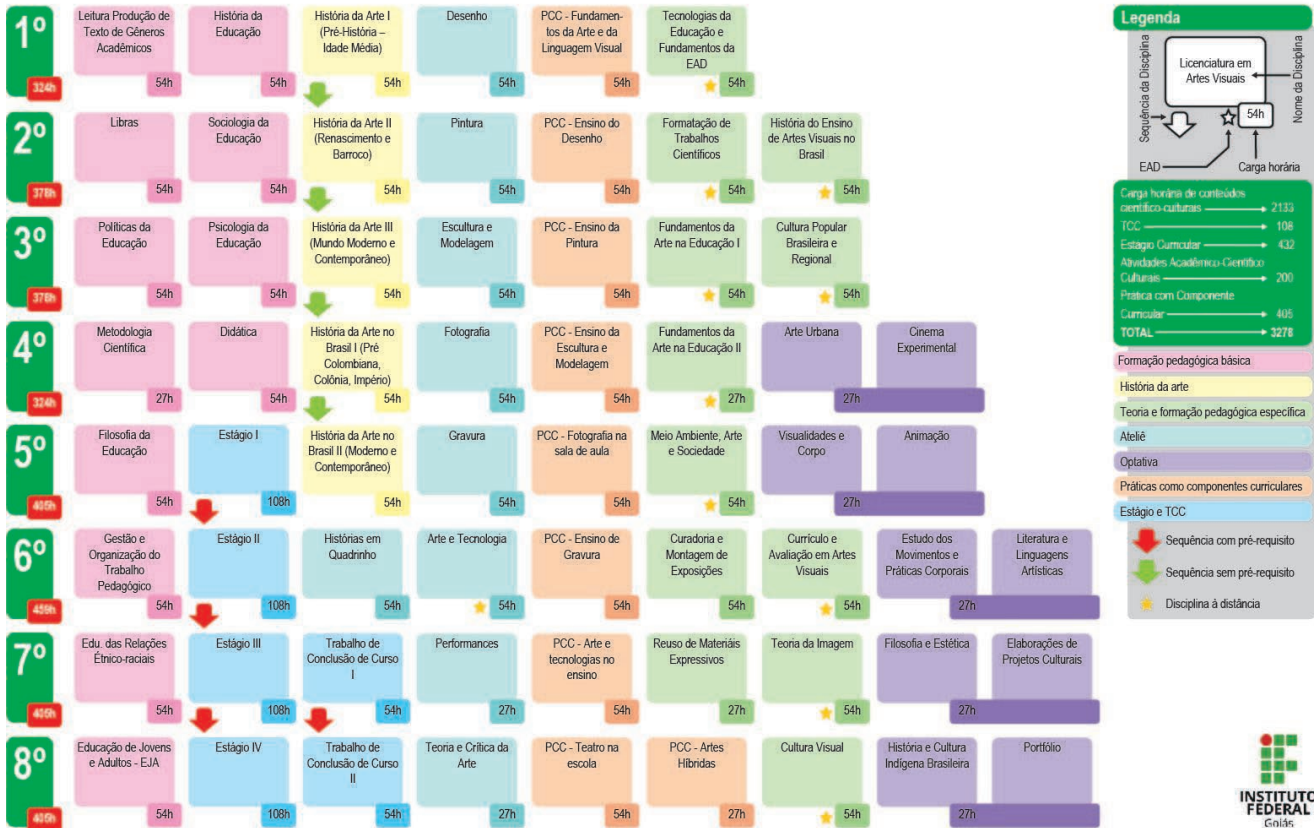 1º
324h
Leitura Produção de
Texto de Gêneros
Acadêmicos
54h
História da
Educação
54h
História da Arte I
(Pré-História –
Idade Média)
54h
Desenho
54h
PCC - Fundamen-
tos da Arte e da
Linguagem Visual
54h
Tecnologias da
Educação e
Fundamentos da
EAD
54h
2º
378h
Libras
54h
Sociologia da
Educação
54h
História da Arte II
(Renascimento e
Barroco)
54h
Pintura
54h
PCC - Ensino do
Desenho
54h
Formatação de
Trabalhos
Científicos
54h
História do Ensino
de Artes Visuais no
Brasil
54h
3º
378h
Políticas da
Educação
54h
Psicologia da
Educação
54h
História da Arte III
(Mundo Moderno e
Contemporâneo)
54h
Escultura e
Modelagem
54h
PCC - Ensino da
Pintura
54h
Fundamentos da
Arte na Educação I
54h
Cultura Popular
Brasileira e
Regional
54h
4º
324h
Metodologia
Científica
27h
Didática
54h
História da Arte no
Brasil I (Pré
Colombiana,
Colônia, Império)
54h
Fotografia
54h
PCC - Ensino da
Escultura e
Modelagem
54h
Fundamentos da
Arte na Educação II
27h
Arte Urbana
Cinema
Experimental
27h
5º
405h
Filosofia da
Educação
54h
Estágio I
108h
História da Arte no
Brasil II (Moderno e
Contemporâneo)
54h
Gravura
54h
PCC - Fotografia na
sala de aula
54h
Meio Ambiente, Arte
e Sociedade
54h
Visualidades e
Corpo
Animação
27h
6º
459h
Gestão e
Organização do
Trabalho
Pedagógico
54h
Estágio II
108h
Histórias em
Quadrinho
54h
Arte e Tecnologia
54h
PCC - Ensino de
Gravura
54h
Curadoria e
Montagem de
Exposições
54h
Currículo e
Avaliação em Artes
Visuais
54h
Estudo dos
Movimentos e
Práticas Corporais
Literatura e
Linguagens
Artísticas
27h
7º
405h
Edu. das Relações
Étnico-raciais
54h
Estágio III
108h
Trabalho de
Conclusão de Curso
I
54h
Performances
27h
PCC - Arte e
tecnologias no
ensino
54h
Reuso de Materiáis
Expressivos
27h
Teoria da Imagem
54h
Filosofia e Estética
Elaborações de
Projetos Culturais
27h
8º
405h
Educação de Jovens
e Adultos - EJA
54h
Estágio IV
108h
Trabalho de
Conclusão de Curso
II
54h
Teoria e Crítica da
Arte
27h
PCC - Teatro na
escola
54h
PCC - Artes
Híbridas
27h
Cultura Visual
54h
História e Cultura
Indígena Brasileira
Portfólio
27h
Legenda
Sequência da Disciplina
Licenciatura em
Artes Visuais
Nome da Disciplina
54h
EAD
Carga horária
Carga horária de conteúdos
científico-culturais 2133
TCC 108
Estágio Curricular 432
Atividades Acadêmico-Científico
Culturais 200
Prática com Componente
Curricular 405
TOTAL 3278
Formação pedagógica básica
História da arte
Teoria e formação pedagógica específica
Ateliê
Optativa
Práticas como componentes curriculares
Estágio e TCC
Sequência com pré-requisito
Sequência sem pré-requisito
Disciplina à distância
INSTITUTO
FEDERAL
Goiás